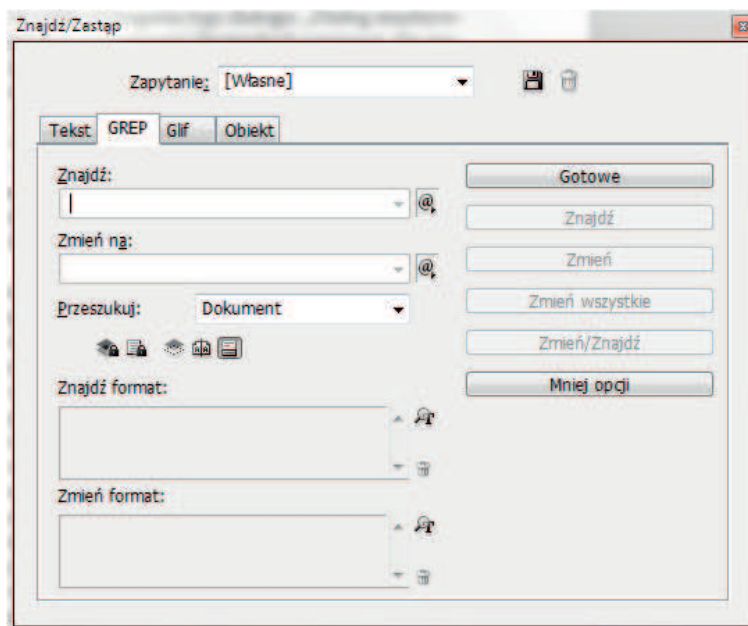 Znajdź/Zastąp
Zapytanie: [Własne]
Tekst GREP Glif Obiekt
Znajdź:
Gotowe
Znajdź
Zmień na:
Zmień
Przeszukuj: Dokument
Zmień wszystkie
Zmień/Znajdź
Mniej opcji
Znajdź format:
Zmień format: